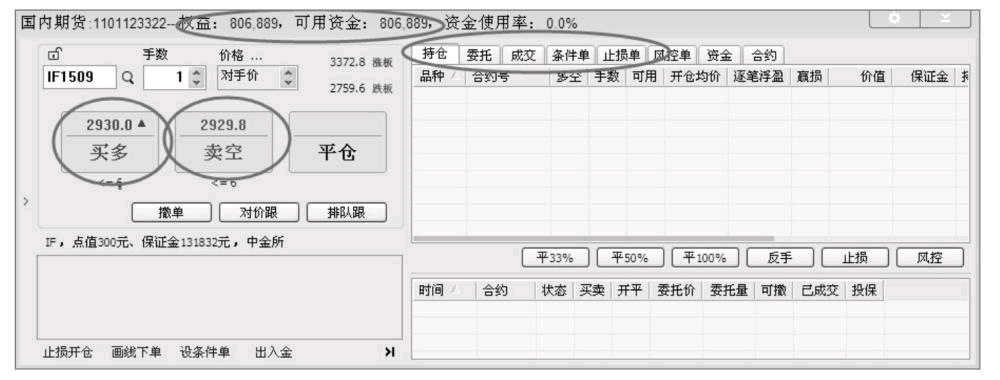 国内期货:1101123322--权益：806,889，可用资金：806,889，资金使用率：0.0%
手数 价格 ...
3372.8 涨板
IF1509 1 对手价
2759.6 跌板
2930.0▲ 2929.8
买多 卖空 平仓
<=6 <=6
撤单 对价跟 排队跟
IF，点值300元、保证金131832元，中金所
止损开仓 画线下单 设条件单 出入金
持仓 委托 成交 条件单 止损单 风控单 资金 合约
品种 合约号 多空 手数 可用 开仓均价 逐笔浮盈 赢损 价值 保证金
平33% 平50% 平100% 反手 止损 风控
时间 合约 状态 买卖 开平 委托价 委托量 可撤 已成交 投保